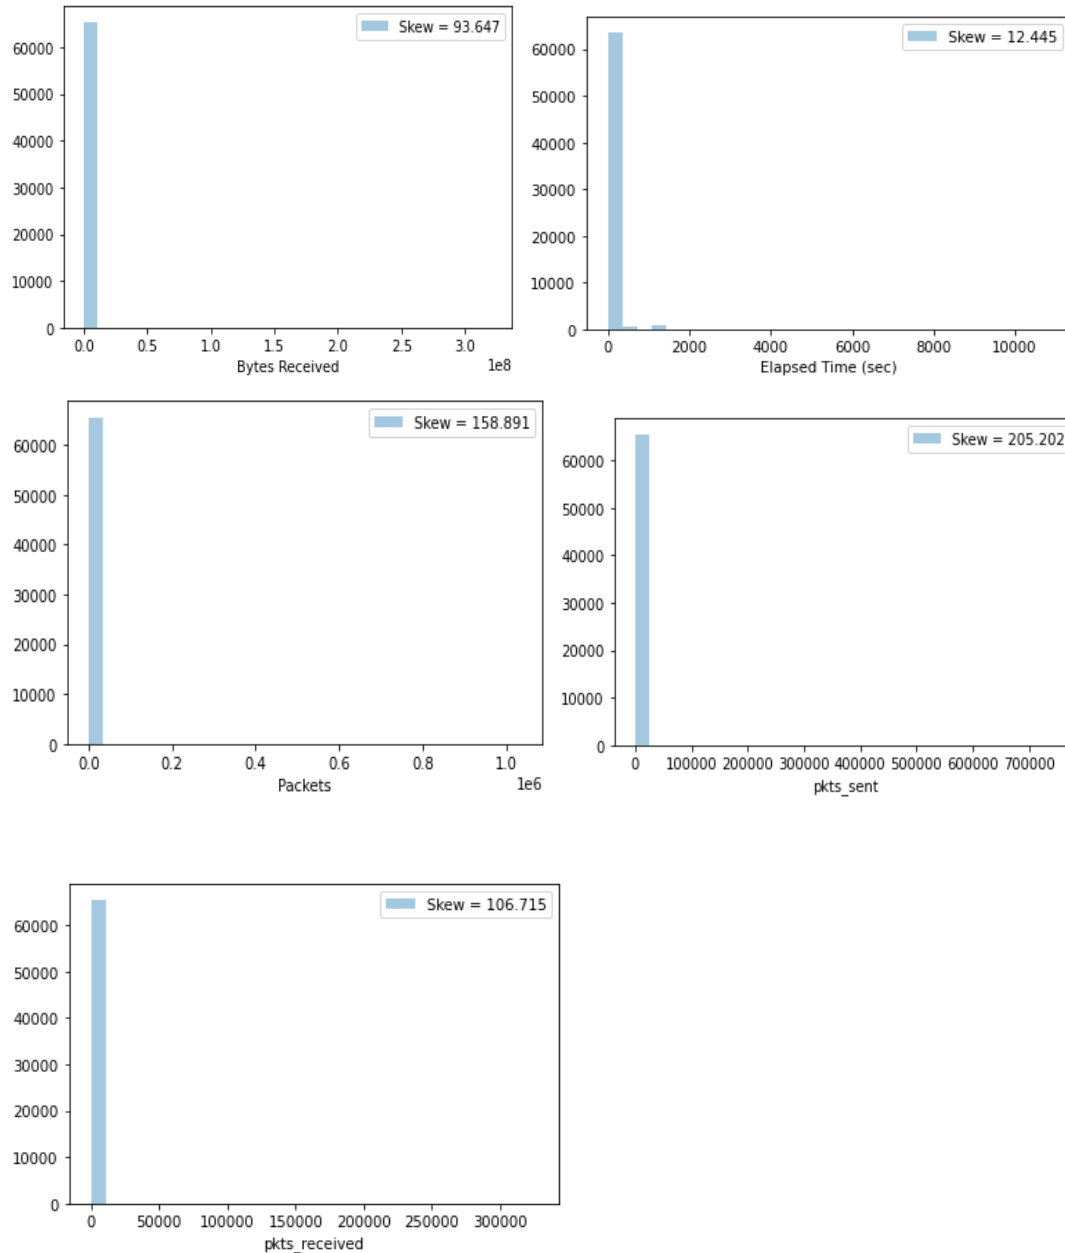 Skew = 93.647
60000
50000
40000
30000
20000
10000
0
0.0 0.5 1.0 1.5 2.0 2.5 3.0
Bytes Received
1e8
Skew = 12.445
60000
50000
40000
30000
20000
10000
0
0 2000 4000 6000 8000 10000
Elapsed Time (sec)
Skew = 158.891
60000
50000
40000
30000
20000
10000
0
0.0 0.2 0.4 0.6 0.8 1.0
Packets
1e6
Skew = 205.202
60000
50000
40000
30000
20000
10000
0
0 100000 200000 300000 400000 500000 600000 700000
pkts_sent
Skew = 106.715
60000
50000
40000
30000
20000
10000
0
0 50000 100000 150000 200000 250000 300000
pkts_received